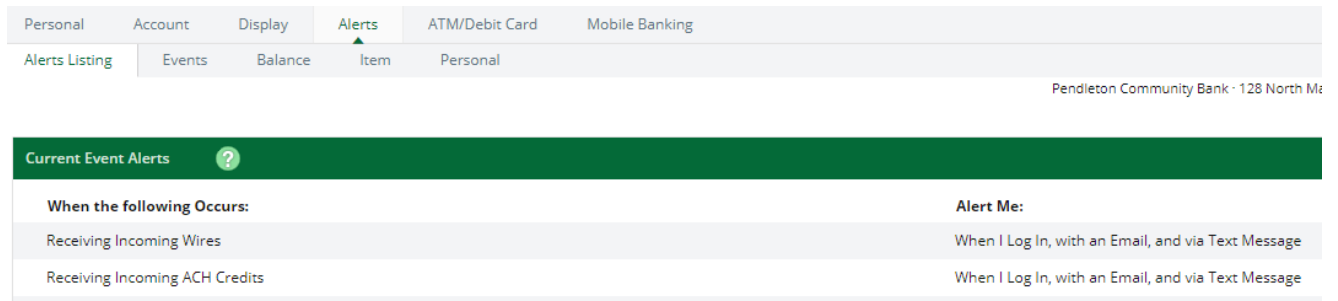 Personal Account Display Alerts ATM/Debit Card Mobile Banking
Alerts Listing Events Balance Item Personal
Pendleton Community Bank · 128 North
Current Event Alerts ?
When the following Occurs: Alert Me:
Receiving Incoming Wires When I Log In, with an Email, and via Text Message
Receiving Incoming ACH Credits When I Log In, with an Email, and via Text Message